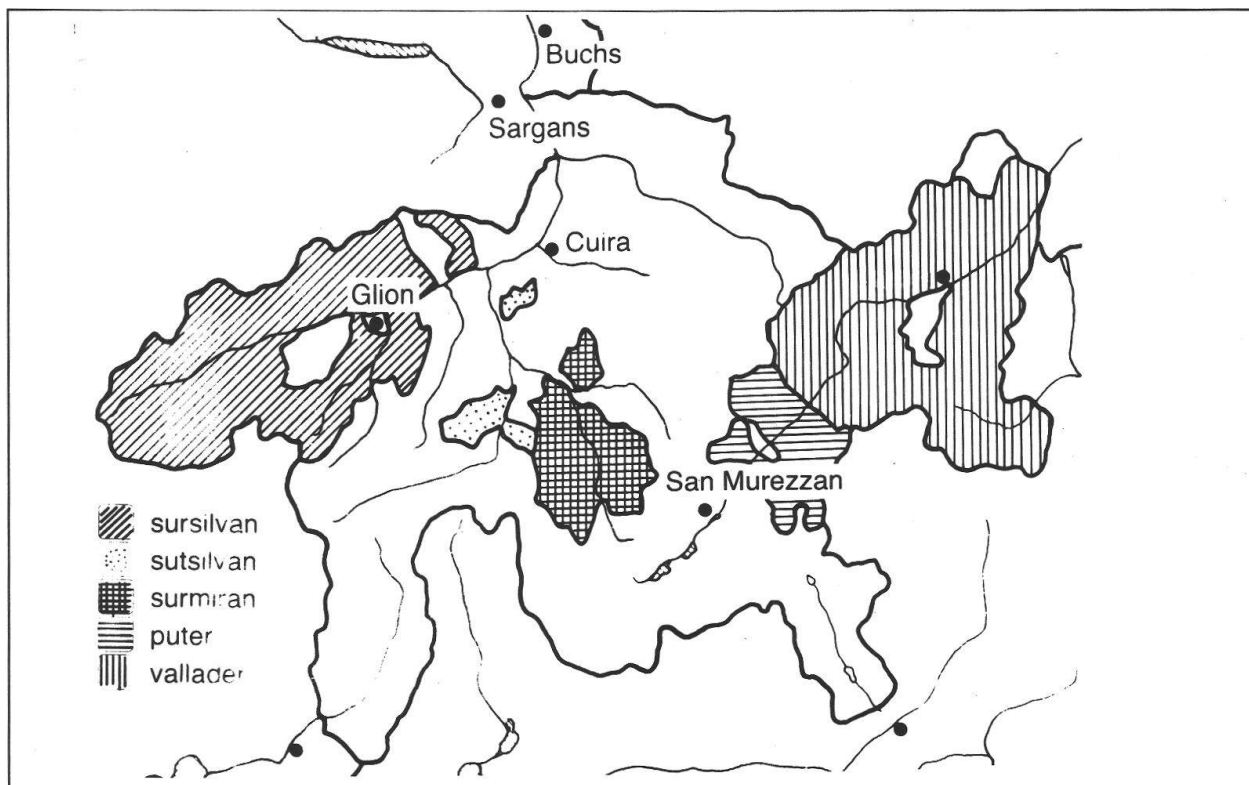 Buchs
Sargans
Cuira
Glion
San Murezzan
sursilvan
sutsilvan
surmiran
puter
vallader